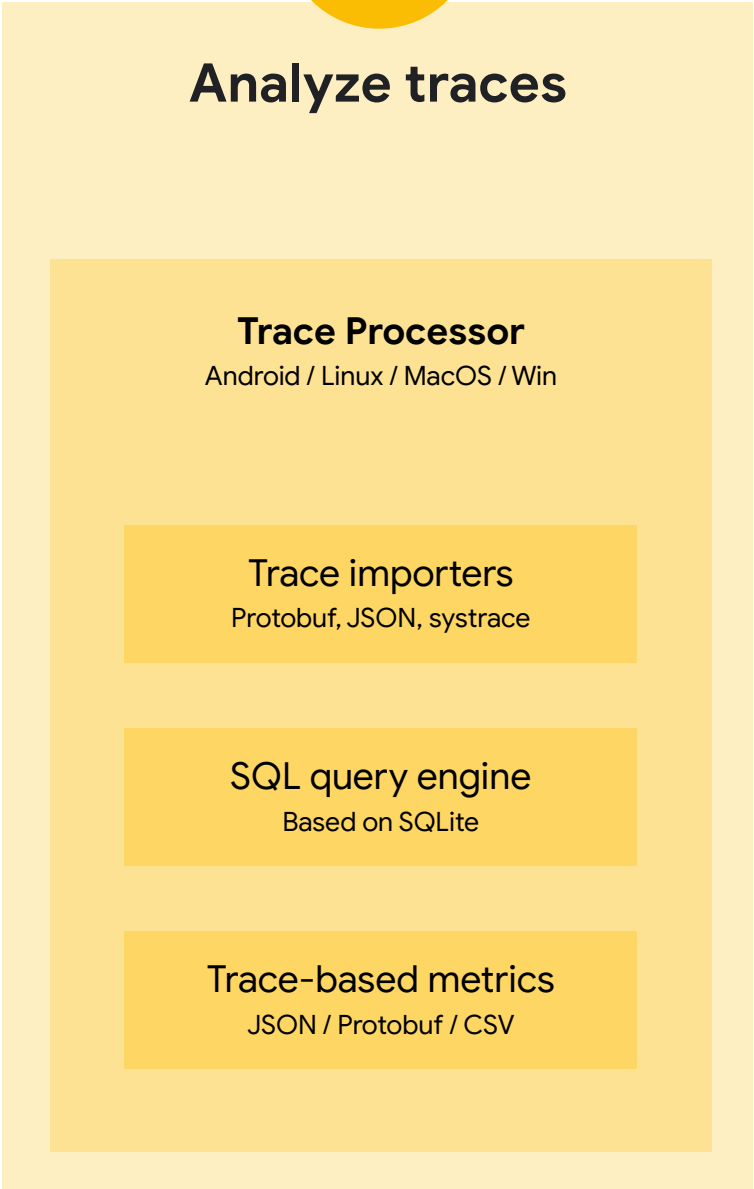 Analyze traces
Trace Processor
Android / Linux / MacOS / Win
Trace importers
Protobuf, JSON, systrace
SQL query engine
Based on SQLite
Trace-based metrics
JSON / Protobuf / CSV